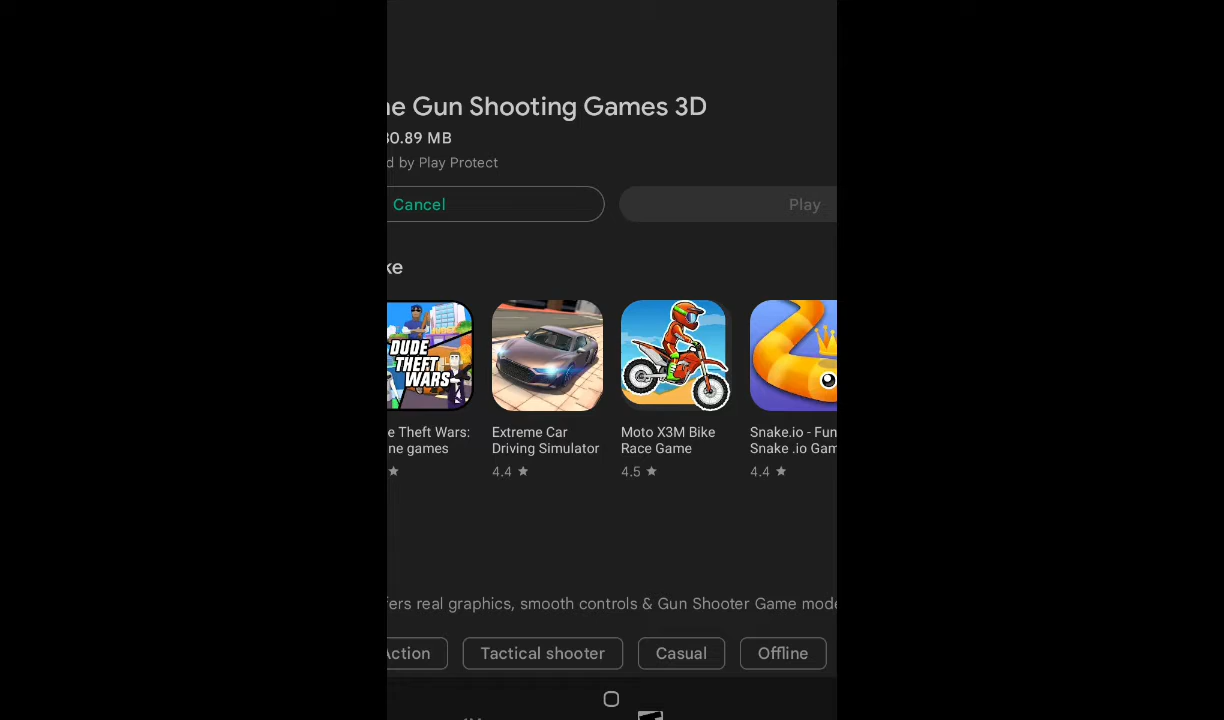 ne Gun Shooting Games 3D
30.89 MB
d by Play Protect
Cancel
Play
ke
DUDE
THEFT
WARS
e Theft Wars:
ne games
Extreme Car
Driving Simulator
4.4 ★
Moto X3M Bike
Race Game
4.5 ★
Snake.io - Fun
Snake .io Gam
4.4 ★
fers real graphics, smooth controls & Gun Shooter Game mode
Action
Tactical shooter
Casual
Offline